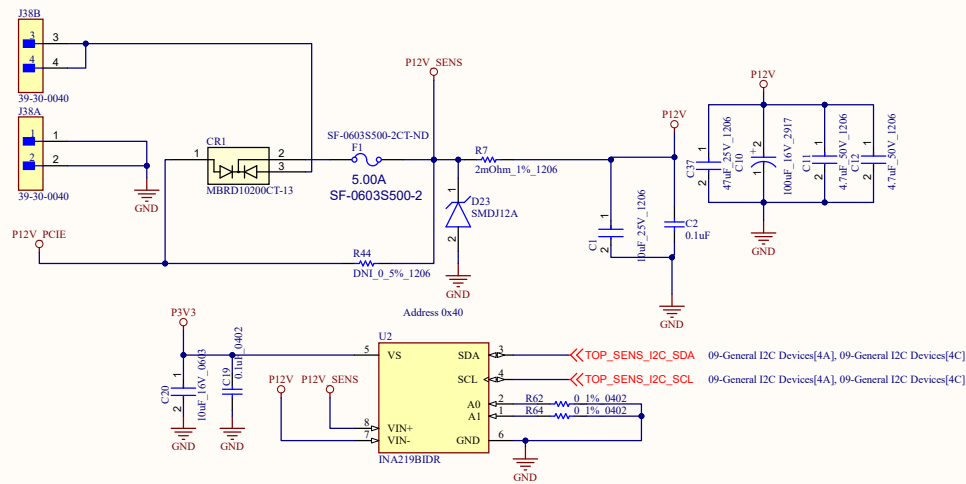 J38B
3
4
3
4
39-30-0040
J38A
1
2
1
2
39-30-0040
GND
CR1
1
2
3
MBRD10200CT-13
SF-0603S500-2CT-ND
F1
5.00A
SF-0603S500-2
P12V_SENS
R7
2mOhm_1%_1206
D23
SMDJ12A
1
2
GND
P12V_PCIE
R44
DNI_0_5%_1206
P12V
C1
10uF_25V_1206
1
2
C2
0.1uF
GND
P12V
C37
47uF_25V_1206
1
2
C10
100uF_16V_2917
+
2
1
C11
4.7uF_50V_1206
1
2
C12
4.7uF_50V_1206
1
2
GND
Address 0x40
P3V3
C20
10uF_16V_0603
1
2
GND
C19
0.1uF_0402
GND
P12V
P12V_SENS
U2
5
VS
8
VIN+
7
VIN-
SDA
3
SCL
4
A0
2
A1
1
GND
6
INA219BIDR
TOP_SENS_I2C_SDA 09-General I2C Devices[4A], 09-General I2C Devices[4C]
TOP_SENS_I2C_SCL 09-General I2C Devices[4A], 09-General I2C Devices[4C]
R62 0_1%_0402
R64 0_1%_0402
GND